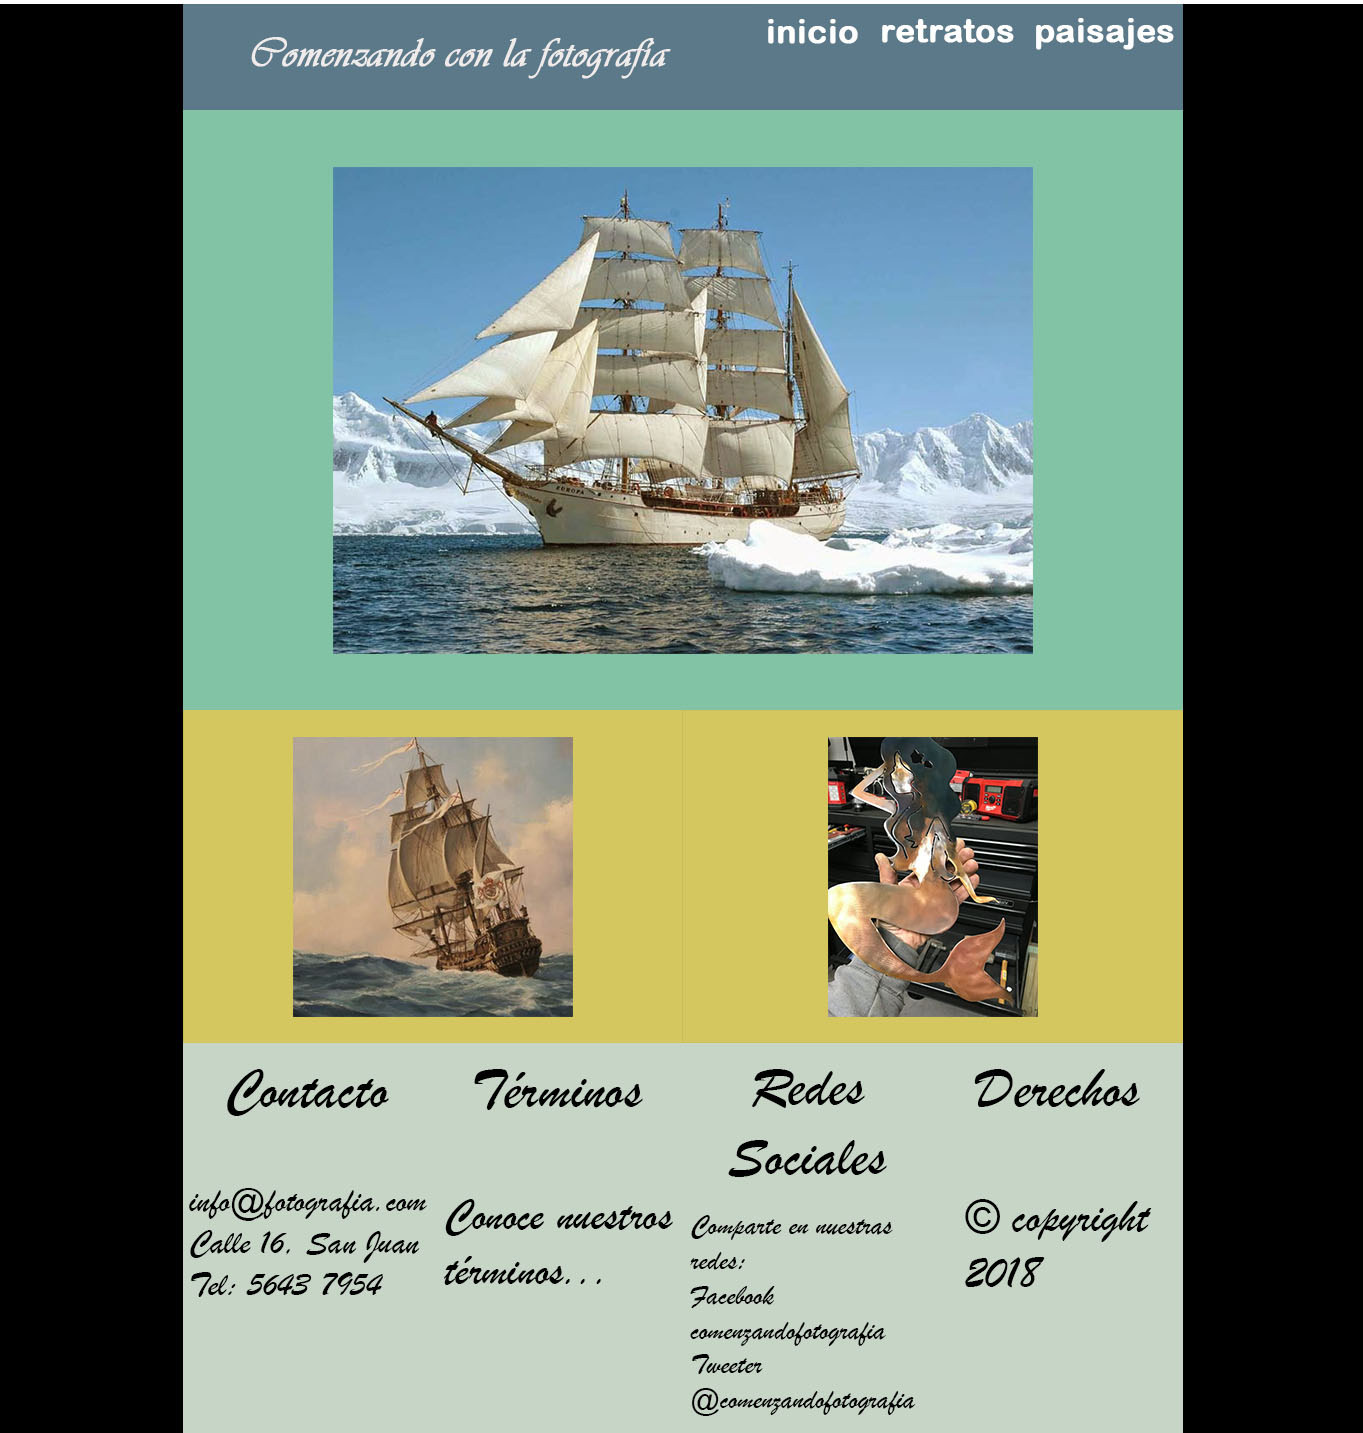 Comenzando con la fotografía
inicio retratos paisajes
EUROPA
Contacto
info@fotografia.com
Calle 16, San Juan
Tel: 5643 7954
Términos
Conoce nuestros
términos...
Redes
Sociales
Comparte en nuestras
redes:
Facebook
comenzandofotografia
Tweeter
@comenzandofotografia
Derechos
© copyright
2018